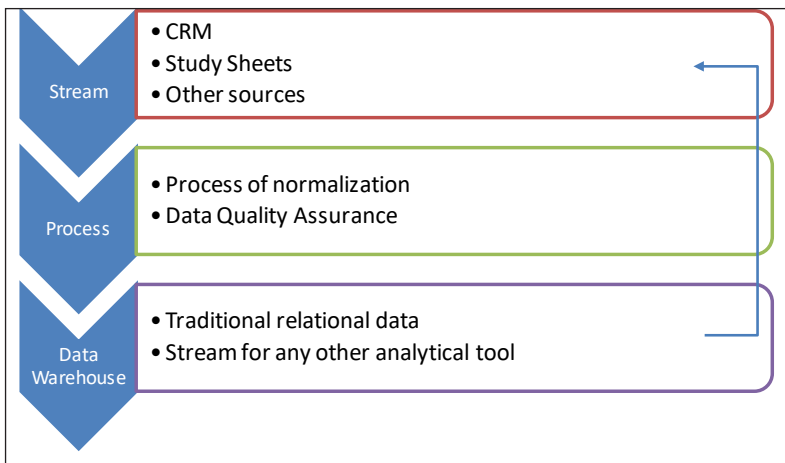 Stream
• CRM
• Study Sheets
• Other sources
Process
• Process of normalization
• Data Quality Assurance
Data
Warehouse
• Traditional relational data
• Stream for any other analytical tool